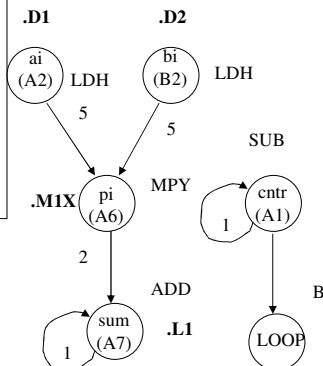 .D1
.D2
ai
(A2)
LDH
bi
(B2)
LDH
5
5
SUB
.M1X
pi
(A6)
MPY
cntr
(A1)
1
2
ADD
B
sum
(A7)
.L1
LOOP
1